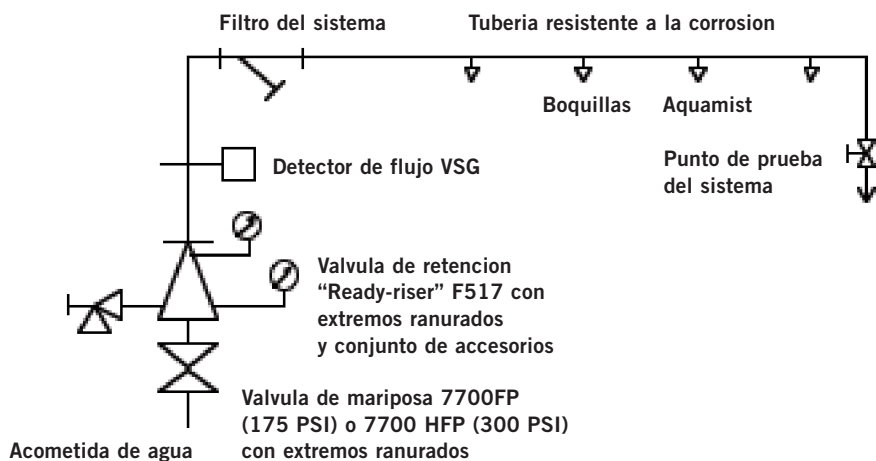 Filtro del sistema
Tuberia resistente a la corrosion
Boquillas
Aquamist
Punto de prueba
del sistema
Detector de flujo VSG
Valvula de retencion
“Ready-riser” F517 con
extremos ranurados
y conjunto de accesorios
Valvula de mariposa 7700FP
(175 PSI) o 7700 HFP (300 PSI)
con extremos ranurados
Acometida de agua